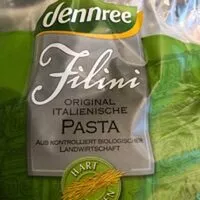 dennree
Filini
ORIGINAL
ITALIENISCHE
PASTA
AUS KONTROLLIERT BIOLOGISCHER
LANDWIRTSCHAFT
HART